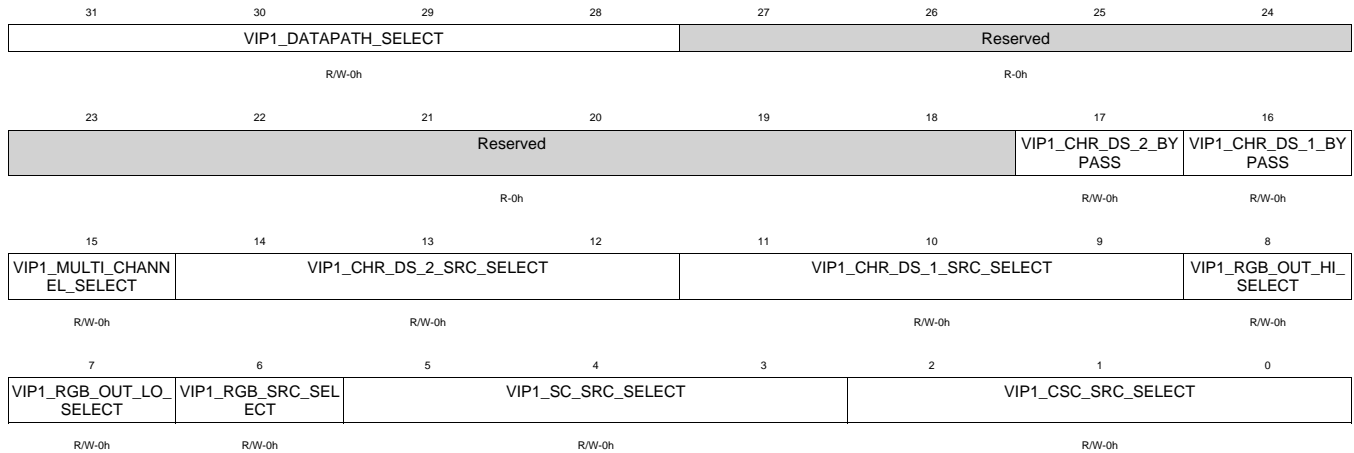 31 30 29 28 27 26 25 24
VIP1_DATAPATH_SELECT Reserved
R/W-0h R-0h
23 22 21 20 19 18 17 16
Reserved VIP1_CHR_DS_2_BY VIP1_CHR_DS_1_BY
PASS PASS
R-0h R/W-0h R/W-0h
15 14 13 12 11 10 9 8
VIP1_MULTI_CHANN VIP1_CHR_DS_2_SRC_SELECT VIP1_CHR_DS_1_SRC_SELECT VIP1_RGB_OUT_HI_
EL_SELECT SELECT
R/W-0h R/W-0h R/W-0h R/W-0h
7 6 5 4 3 2 1 0
VIP1_RGB_OUT_LO_ VIP1_RGB_SRC_SEL VIP1_SC_SRC_SELECT VIP1_CSC_SRC_SELECT
SELECT ECT
R/W-0h R/W-0h R/W-0h R/W-0h